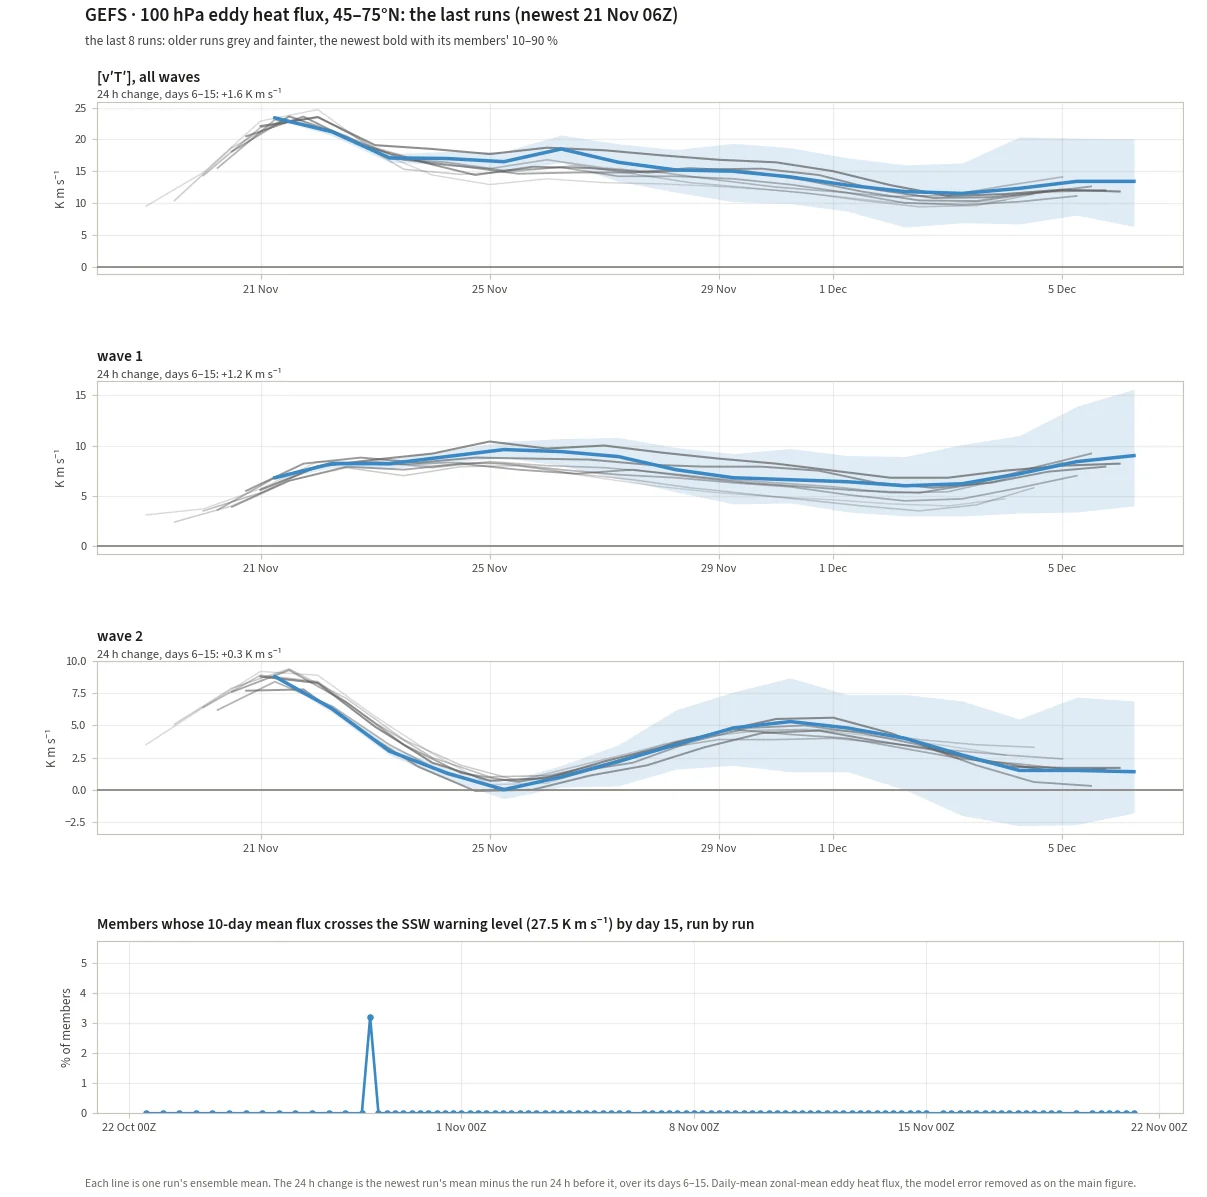 GEFS · 100 hPa eddy heat flux, 45–75°N: the last runs (newest 21 Nov 06Z)
the last 8 runs: older runs grey and fainter, the newest bold with its members' 10–90 %
[v′T′], all waves
24 h change, days 6–15: +1.6 K m s⁻¹
25
20
15
10
5
0
K m s⁻¹
21 Nov
25 Nov
29 Nov
1 Dec
5 Dec
wave 1
24 h change, days 6–15: +1.2 K m s⁻¹
15
10
5
0
K m s⁻¹
21 Nov
25 Nov
29 Nov
1 Dec
5 Dec
wave 2
24 h change, days 6–15: +0.3 K m s⁻¹
10.0
7.5
5.0
2.5
0.0
−2.5
K m s⁻¹
21 Nov
25 Nov
29 Nov
1 Dec
5 Dec
Members whose 10-day mean flux crosses the SSW warning level (27.5 K m s⁻¹) by day 15, run by run
5
4
3
2
1
0
% of members
22 Oct 00Z
1 Nov 00Z
8 Nov 00Z
15 Nov 00Z
22 Nov 00Z
Each line is one run's ensemble mean. The 24 h change is the newest run's mean minus the run 24 h before it, over its days 6–15. Daily-mean zonal-mean eddy heat flux, the model error removed as on the main figure.